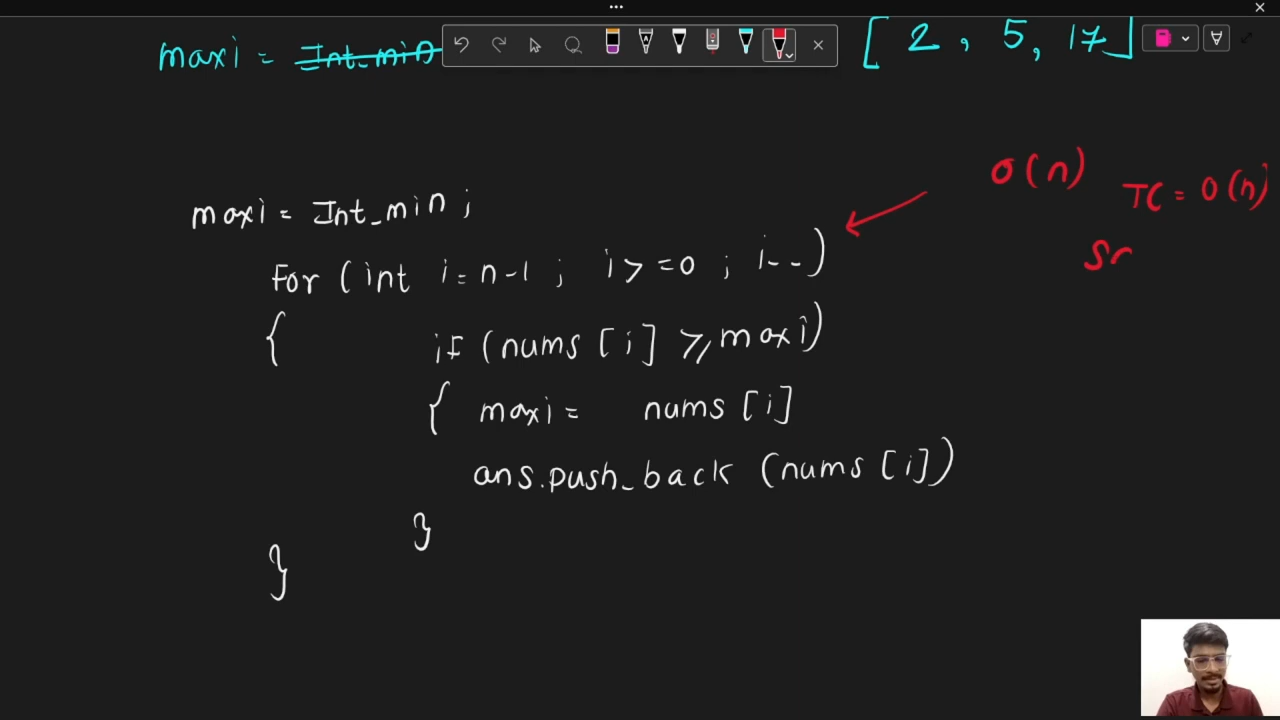 maxi = Int_min
[ 2 , 5, 17]
O(n)
TC = O(n)
maxi = Int_min ;
For (int i = n-1 ; i >= 0 ; i--)
{ if (nums [i] ≥ maxi)
{ maxi = nums [i]
ans.push_back (nums [i])
}
}